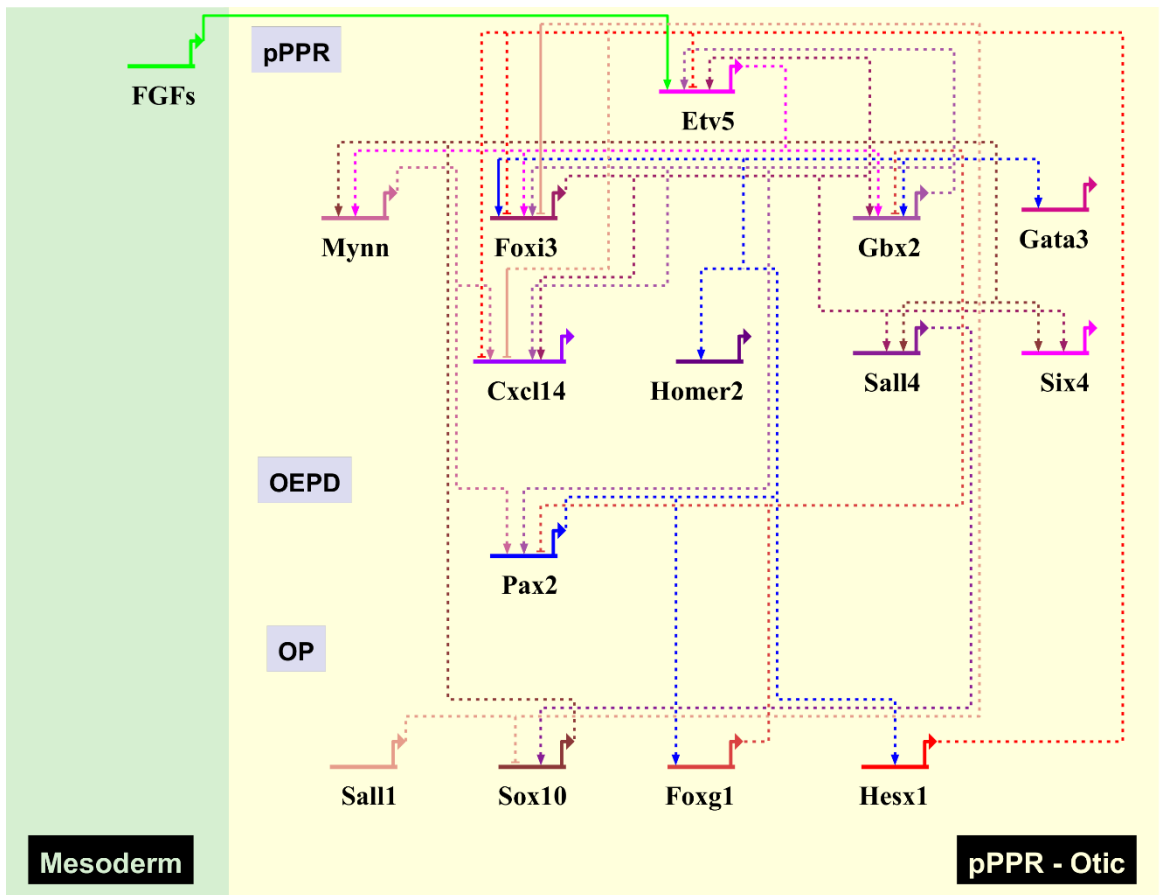 pPPR
FGFs
Etv5
Mynn
Foxi3
Gbx2
Gata3
Cxcl14
Homer2
Sall4
Six4
OEPD
Pax2
OP
Sall1
Sox10
Foxg1
Hesx1
Mesoderm
pPPR - Otic